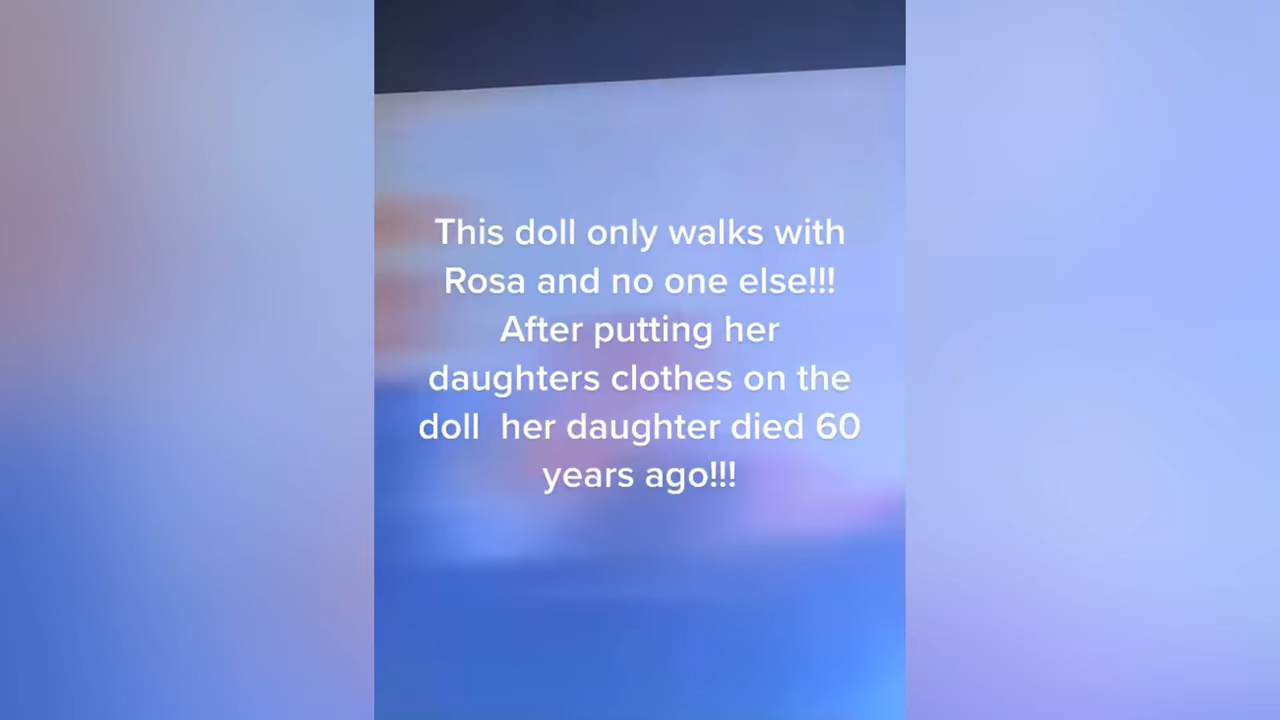 This doll only walks with
Rosa and no one else!!!
After putting her
daughters clothes on the
doll  her daughter died 60
years ago!!!